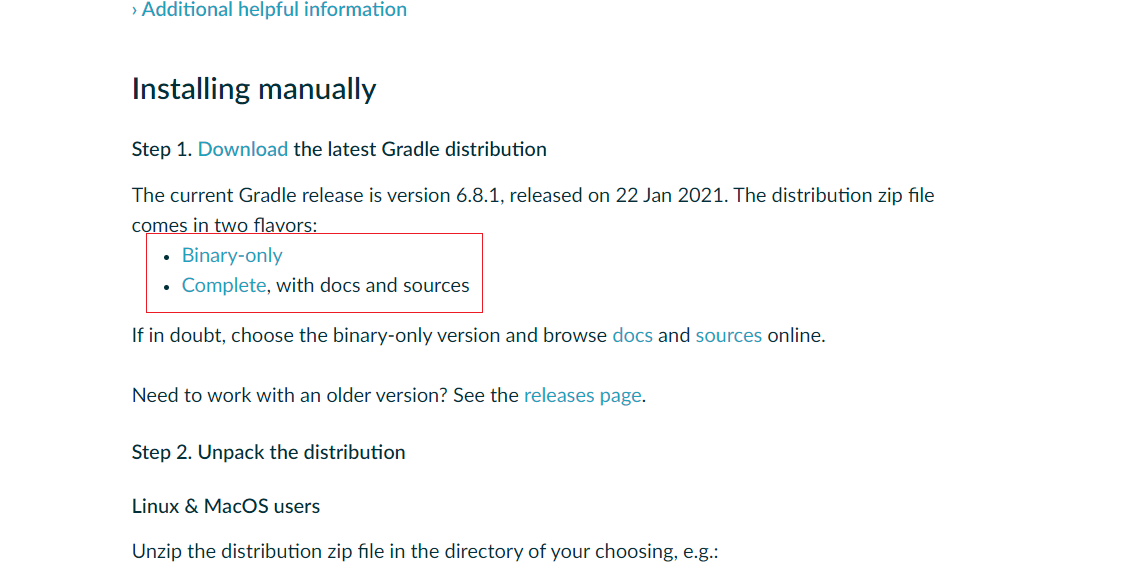 › Additional helpful information
Installing manually
Step 1. Download the latest Gradle distribution
The current Gradle release is version 6.8.1, released on 22 Jan 2021. The distribution zip file
comes in two flavors:
• Binary-only
• Complete, with docs and sources
If in doubt, choose the binary-only version and browse docs and sources online.
Need to work with an older version? See the releases page.
Step 2. Unpack the distribution
Linux & MacOS users
Unzip the distribution zip file in the directory of your choosing, e.g.: